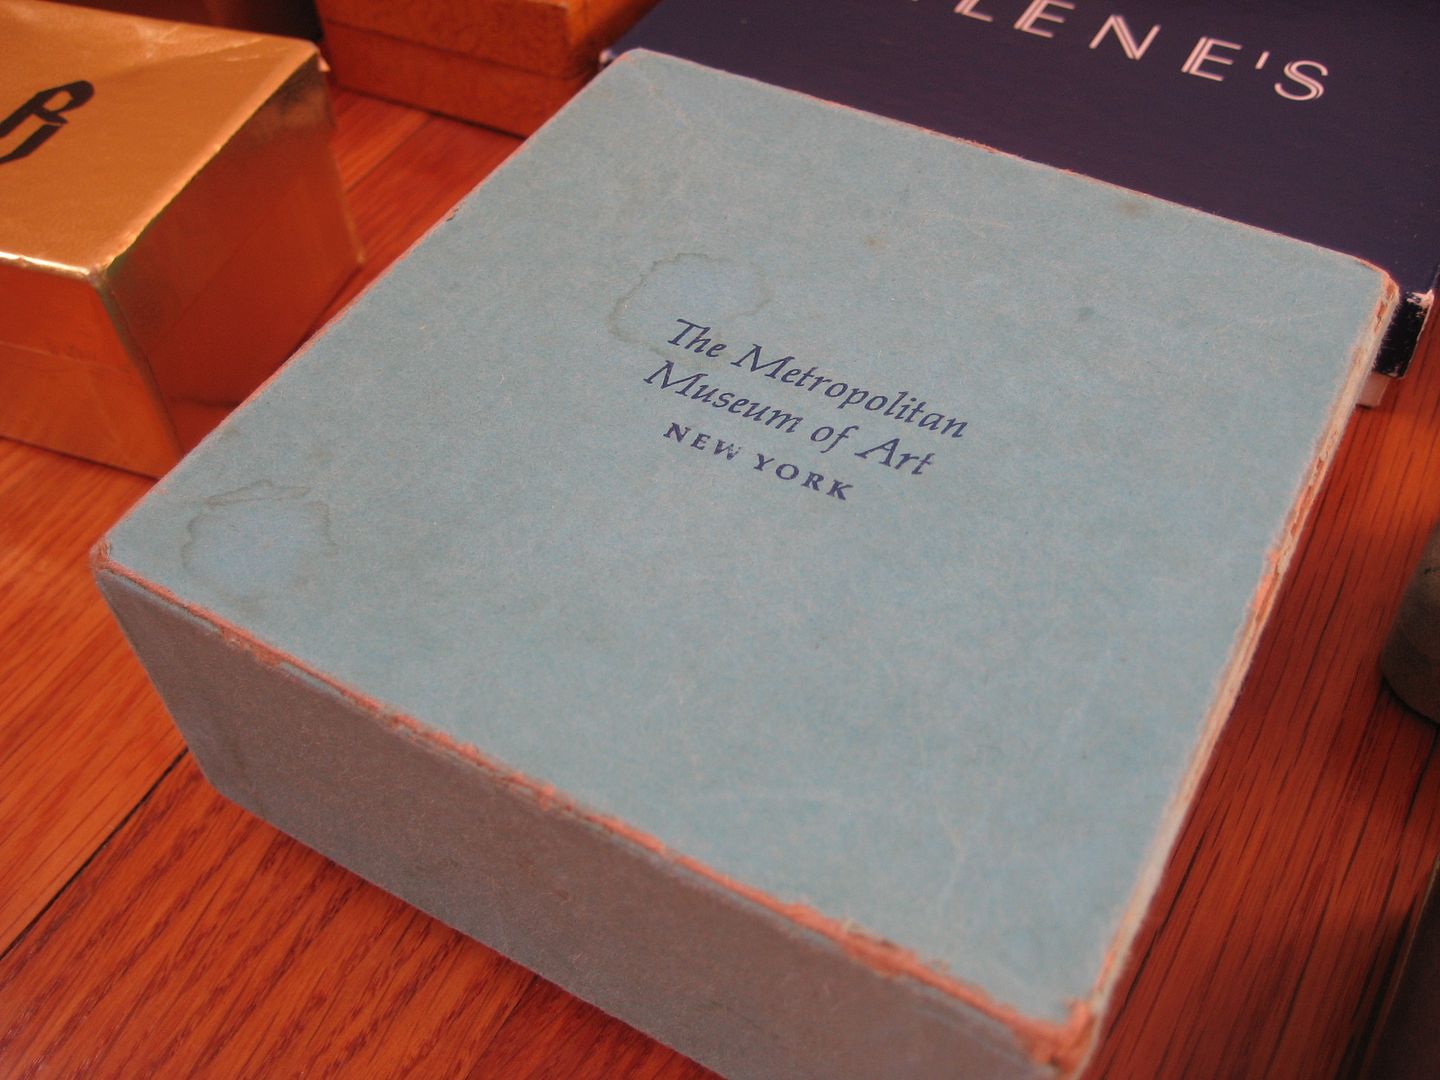 LENE'S
The Metropolitan
Museum of Art
NEW YORK